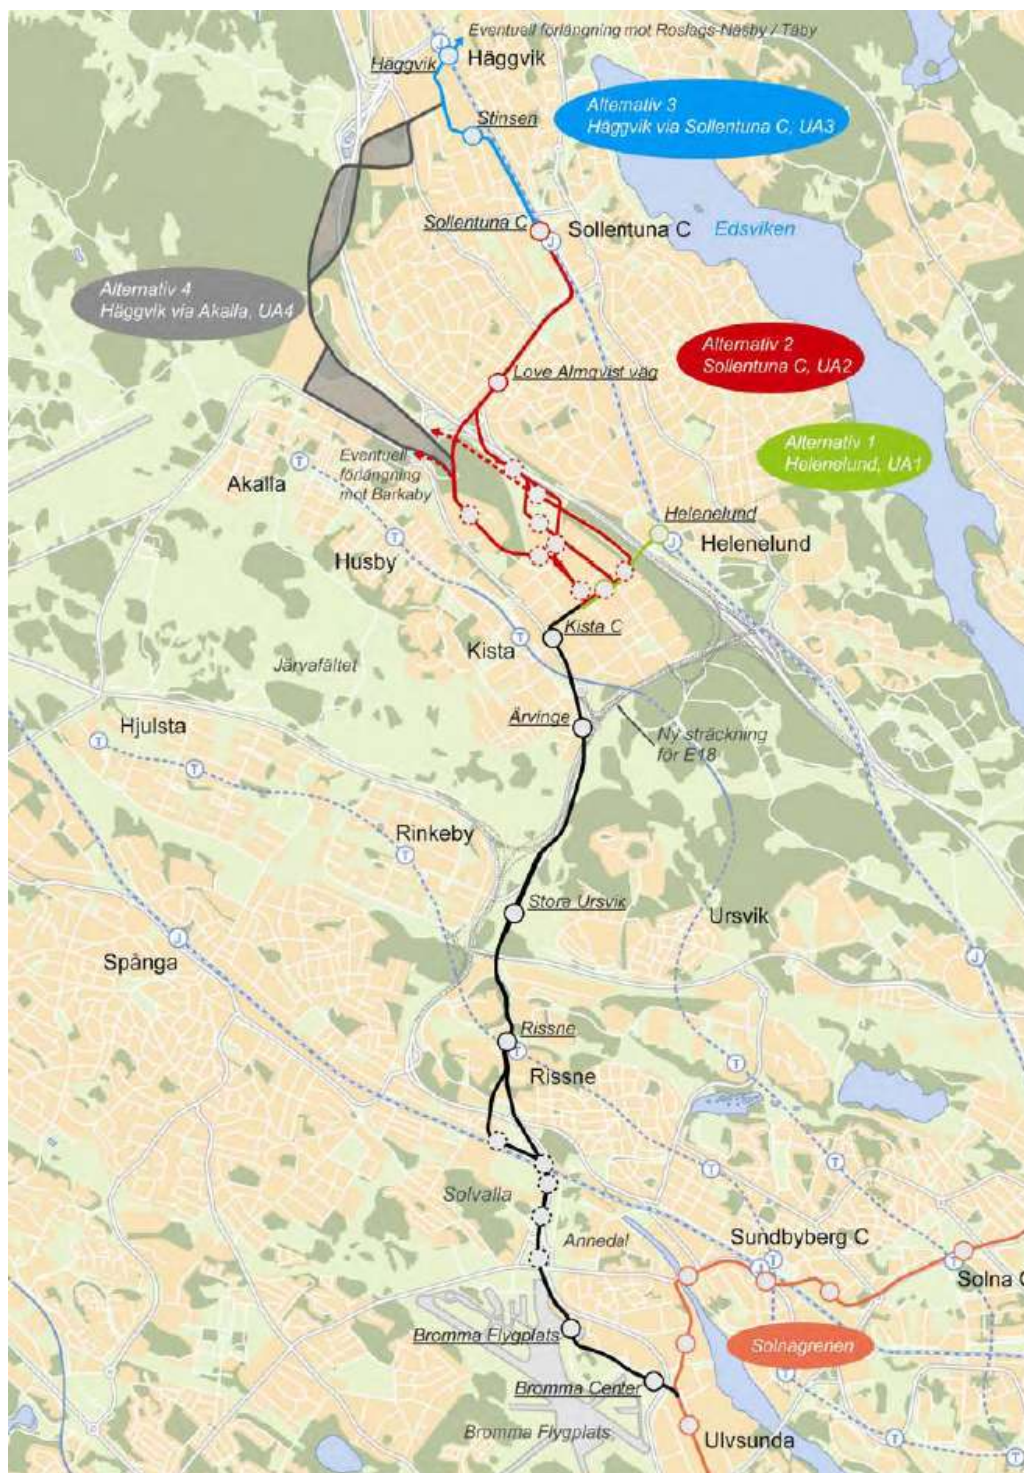 Eventuell förlängning mot Roslags-Näsby / Täby
J
Häggvik
Häggvik
Alternativ 3
Häggvik via Sollentuna C, UA3
Stinsen
Sollentuna C
Sollentuna C
J
Edsviken
Alternativ 4
Häggvik via Akalla, UA4
Alternativ 2
Sollentuna C, UA2
Love Almqvist väg
Alternativ 1
Helenelund, UA1
Eventuell
förlängning
mot Barkaby
T
Akalla
Helenelund
T
J
Helenelund
Husby
Kista C
T
Kista
Järvafältet
Ärvinge
Hjulsta
T
T
Ny sträckning
för E18
Rinkeby
T
Stora Ursvik
Ursvik
J
Spånga
J
Rissne
T
Rissne
T
T
T
Solvalla
Annedal
Sundbyberg C
T
J
T
Solna C
Bromma Flygplats
Solnagrenen
T
Bromma Center
Bromma Flygplats
Ulvsunda
T
T